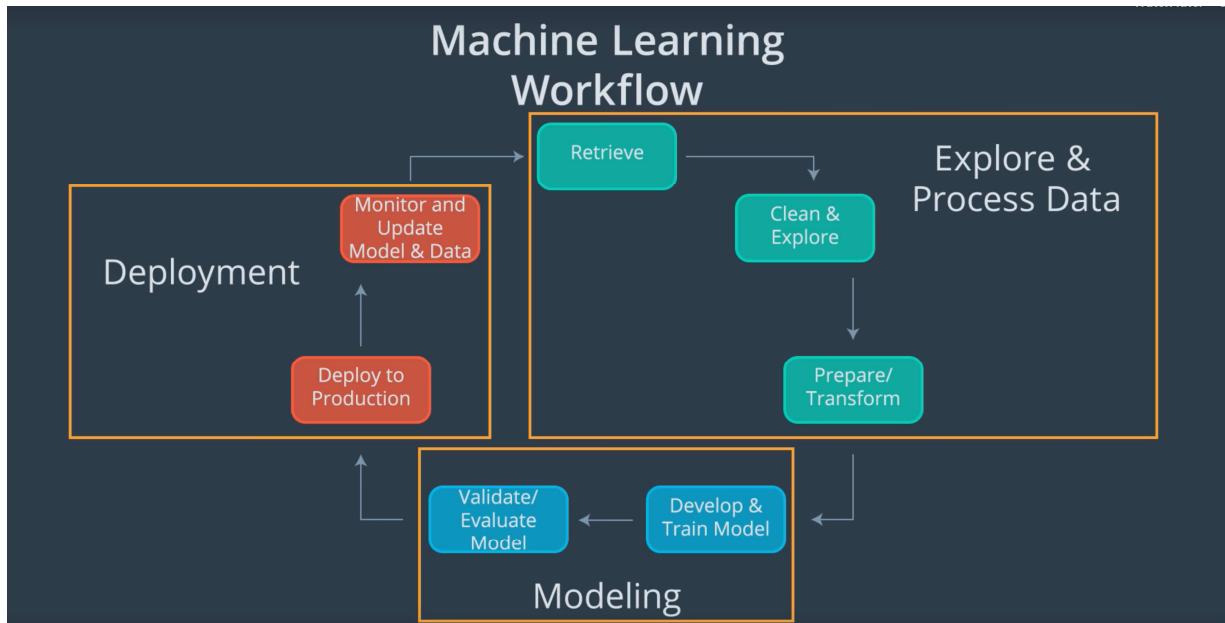 Machine Learning
Workflow
Retrieve
Explore &
Process Data
Clean &
Explore
Prepare/
Transform
Develop &
Train Model
Validate/
Evaluate
Model
Modeling
Deploy to
Production
Deployment
Monitor and
Update
Model & Data